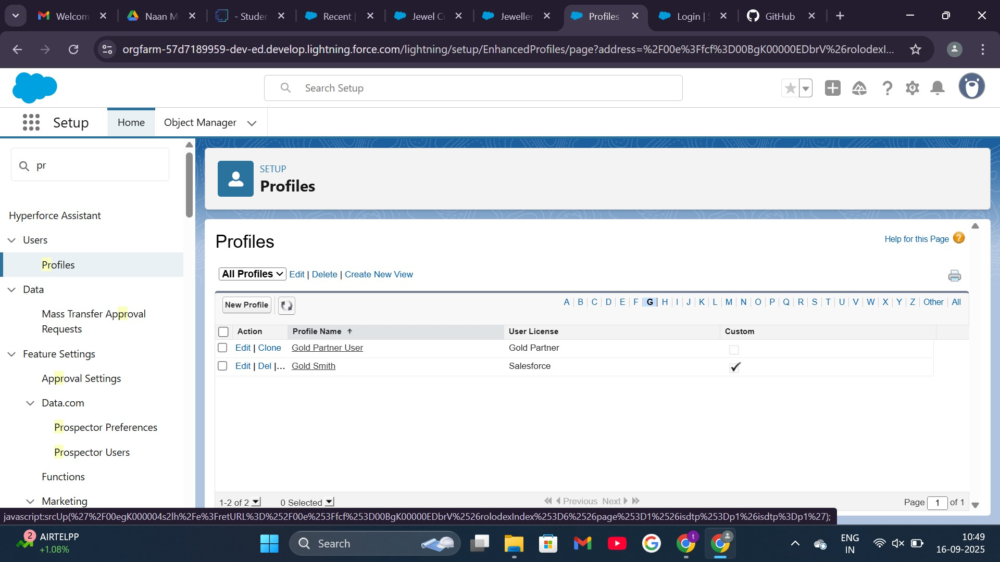 Welcom
Naan M
- Studer
Recent |
Jewel C
Jeweller
Profiles
Login |
GitHub
orgfarm-57d7189959-dev-ed.develop.lightning.force.com/lightning/setup/EnhancedProfiles/page?address=%2F00e%3Ffcf%3D00BgK00000EDbrV%26rolodexI...
Search Setup
Setup
Home
Object Manager
pr
Hyperforce Assistant
Users
Profiles
Data
Mass Transfer Approval
Requests
Feature Settings
Approval Settings
Data.com
Prospector Preferences
Prospector Users
Functions
Marketing
SETUP
Profiles
Profiles
Help for this Page ?
All Profiles Edit | Delete | Create New View
New Profile
A | B | C | D | E | F | G | H | I | J | K | L | M | N | O | P | Q | R | S | T | U | V | W | X | Y | Z | Other | All
Action Profile Name ↑ User License Custom
Edit | Clone Gold Partner User Gold Partner
Edit | Del |... Gold Smith Salesforce
1-2 of 2 0 Selected Previous Next Page 1 of 1
javascript:srcUp(%27%2F00egK000004s2lh%2Fe%3FretURL%3D%252F00e%253Ffcf%253D00BgK00000EDbrV%2526rolodexIndex%253D6%2526page%253D1%2526isdtp%253Dp1%26isdtp%3Dp1%27);
2
AIRTELPP
+1.08%
Search
t
ENG
IN
10:49
16-09-2025